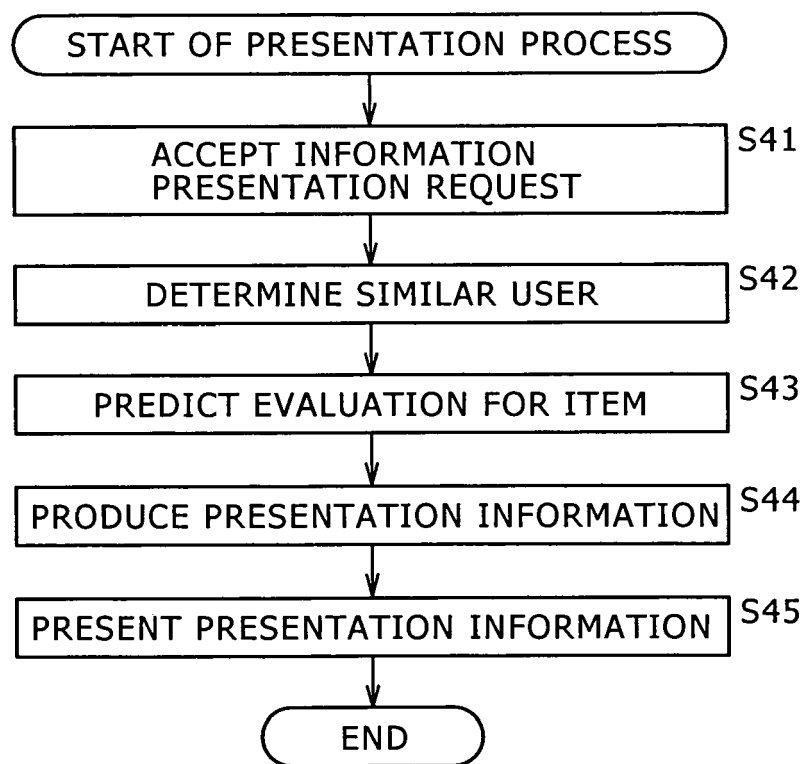 START OF PRESENTATION PROCESS
S41
ACCEPT INFORMATION
PRESENTATION REQUEST
S42
DETERMINE SIMILAR USER
S43
PREDICT EVALUATION FOR ITEM
S44
PRODUCE PRESENTATION INFORMATION
S45
PRESENT PRESENTATION INFORMATION
END